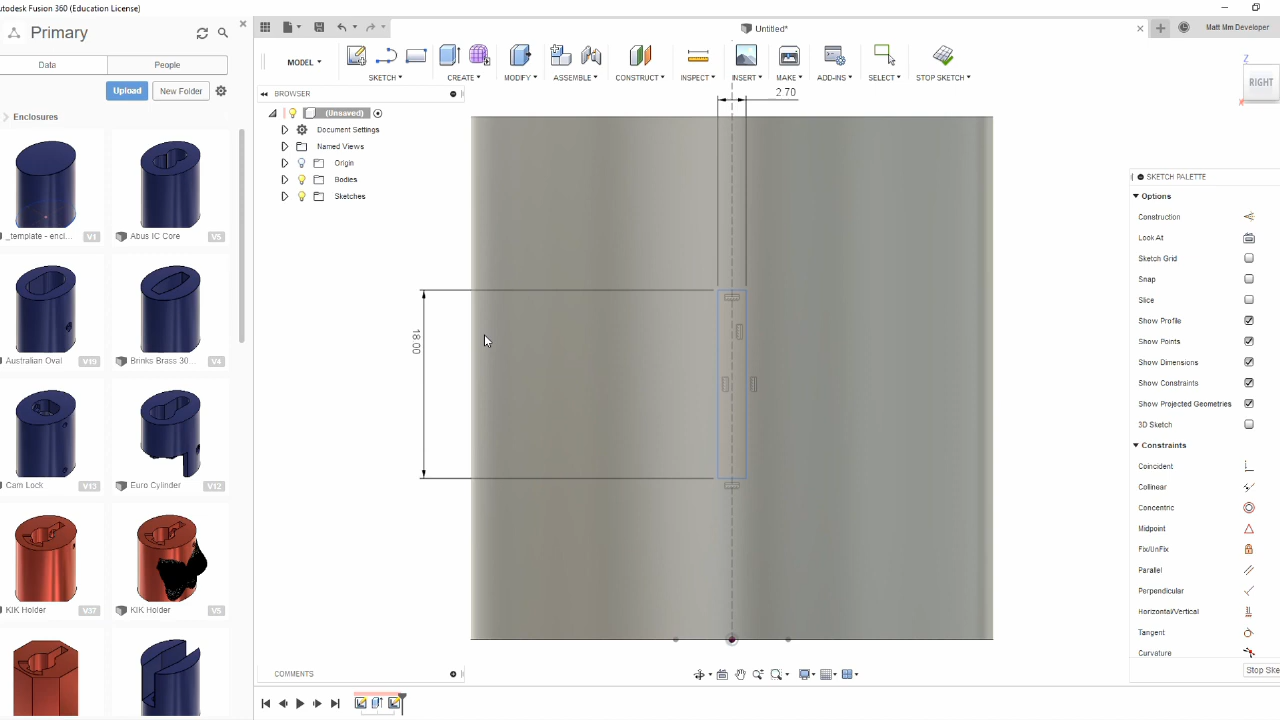 Autodesk Fusion 360 (Education License)
Primary
Data People
Upload New Folder
Enclosures
_template - encl... V1
Abus IC Core V5
Australian Oval V19
Brinks Brass 30... V4
Cam Lock V13
Euro Cylinder V12
KIK Holder V37
KIK Holder V5
Untitled*
Matt Mm Developer
MODEL
SKETCH
CREATE
MODIFY
ASSEMBLE
CONSTRUCT
INSPECT
INSERT
MAKE
ADD-INS
SELECT
STOP SKETCH
BROWSER
(Unsaved)
Document Settings
Named Views
Origin
Bodies
Sketches
2.70
18.00
Z
RIGHT
X
SKETCH PALETTE
Options
Construction
Look At
Sketch Grid
Snap
Slice
Show Profile
Show Points
Show Dimensions
Show Constraints
Show Projected Geometries
3D Sketch
Constraints
Coincident
Collinear
Concentric
Midpoint
Fix/UnFix
Parallel
Perpendicular
Horizontal/Vertical
Tangent
Curvature
Stop Ske
COMMENTS